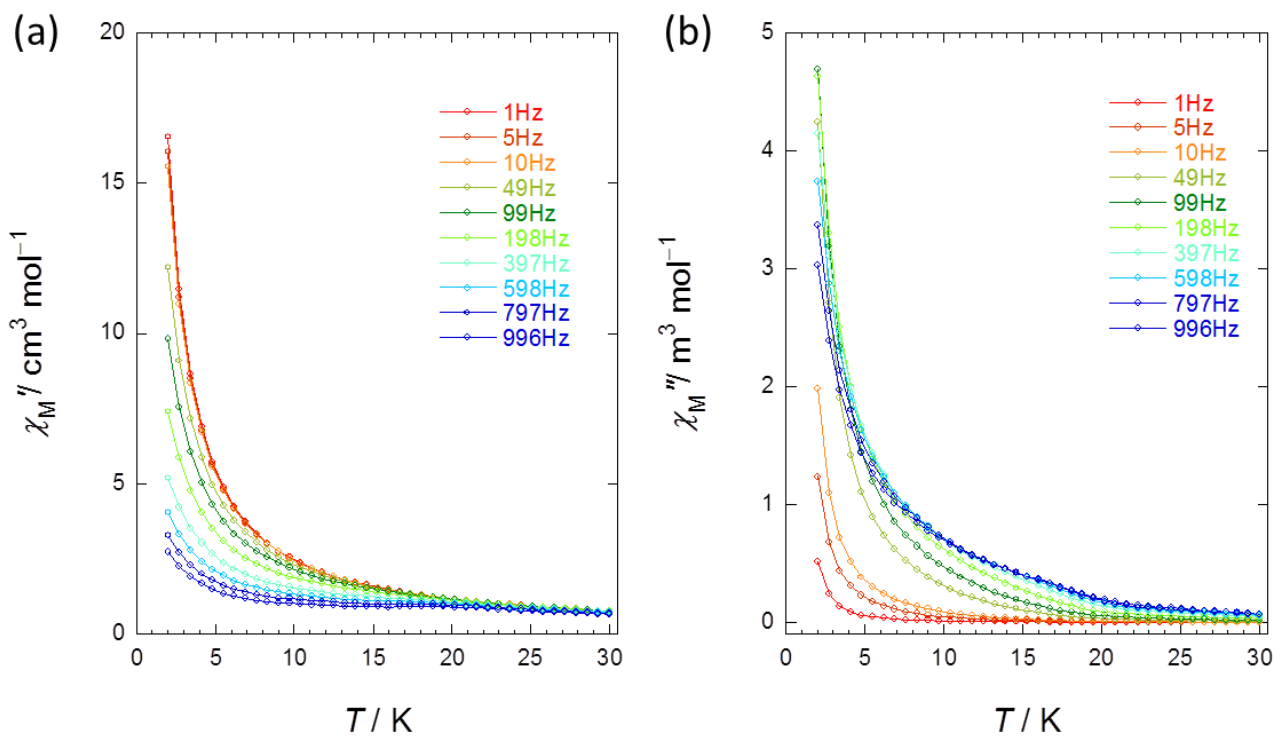 (a)
20
15
10
5
0
0 5 10 15 20 25 30
χM′/ cm³ mol⁻¹
T / K
1Hz
5Hz
10Hz
49Hz
99Hz
198Hz
397Hz
598Hz
797Hz
996Hz
(b)
5
4
3
2
1
0
0 5 10 15 20 25 30
χM″/ m³ mol⁻¹
T / K
1Hz
5Hz
10Hz
49Hz
99Hz
198Hz
397Hz
598Hz
797Hz
996Hz